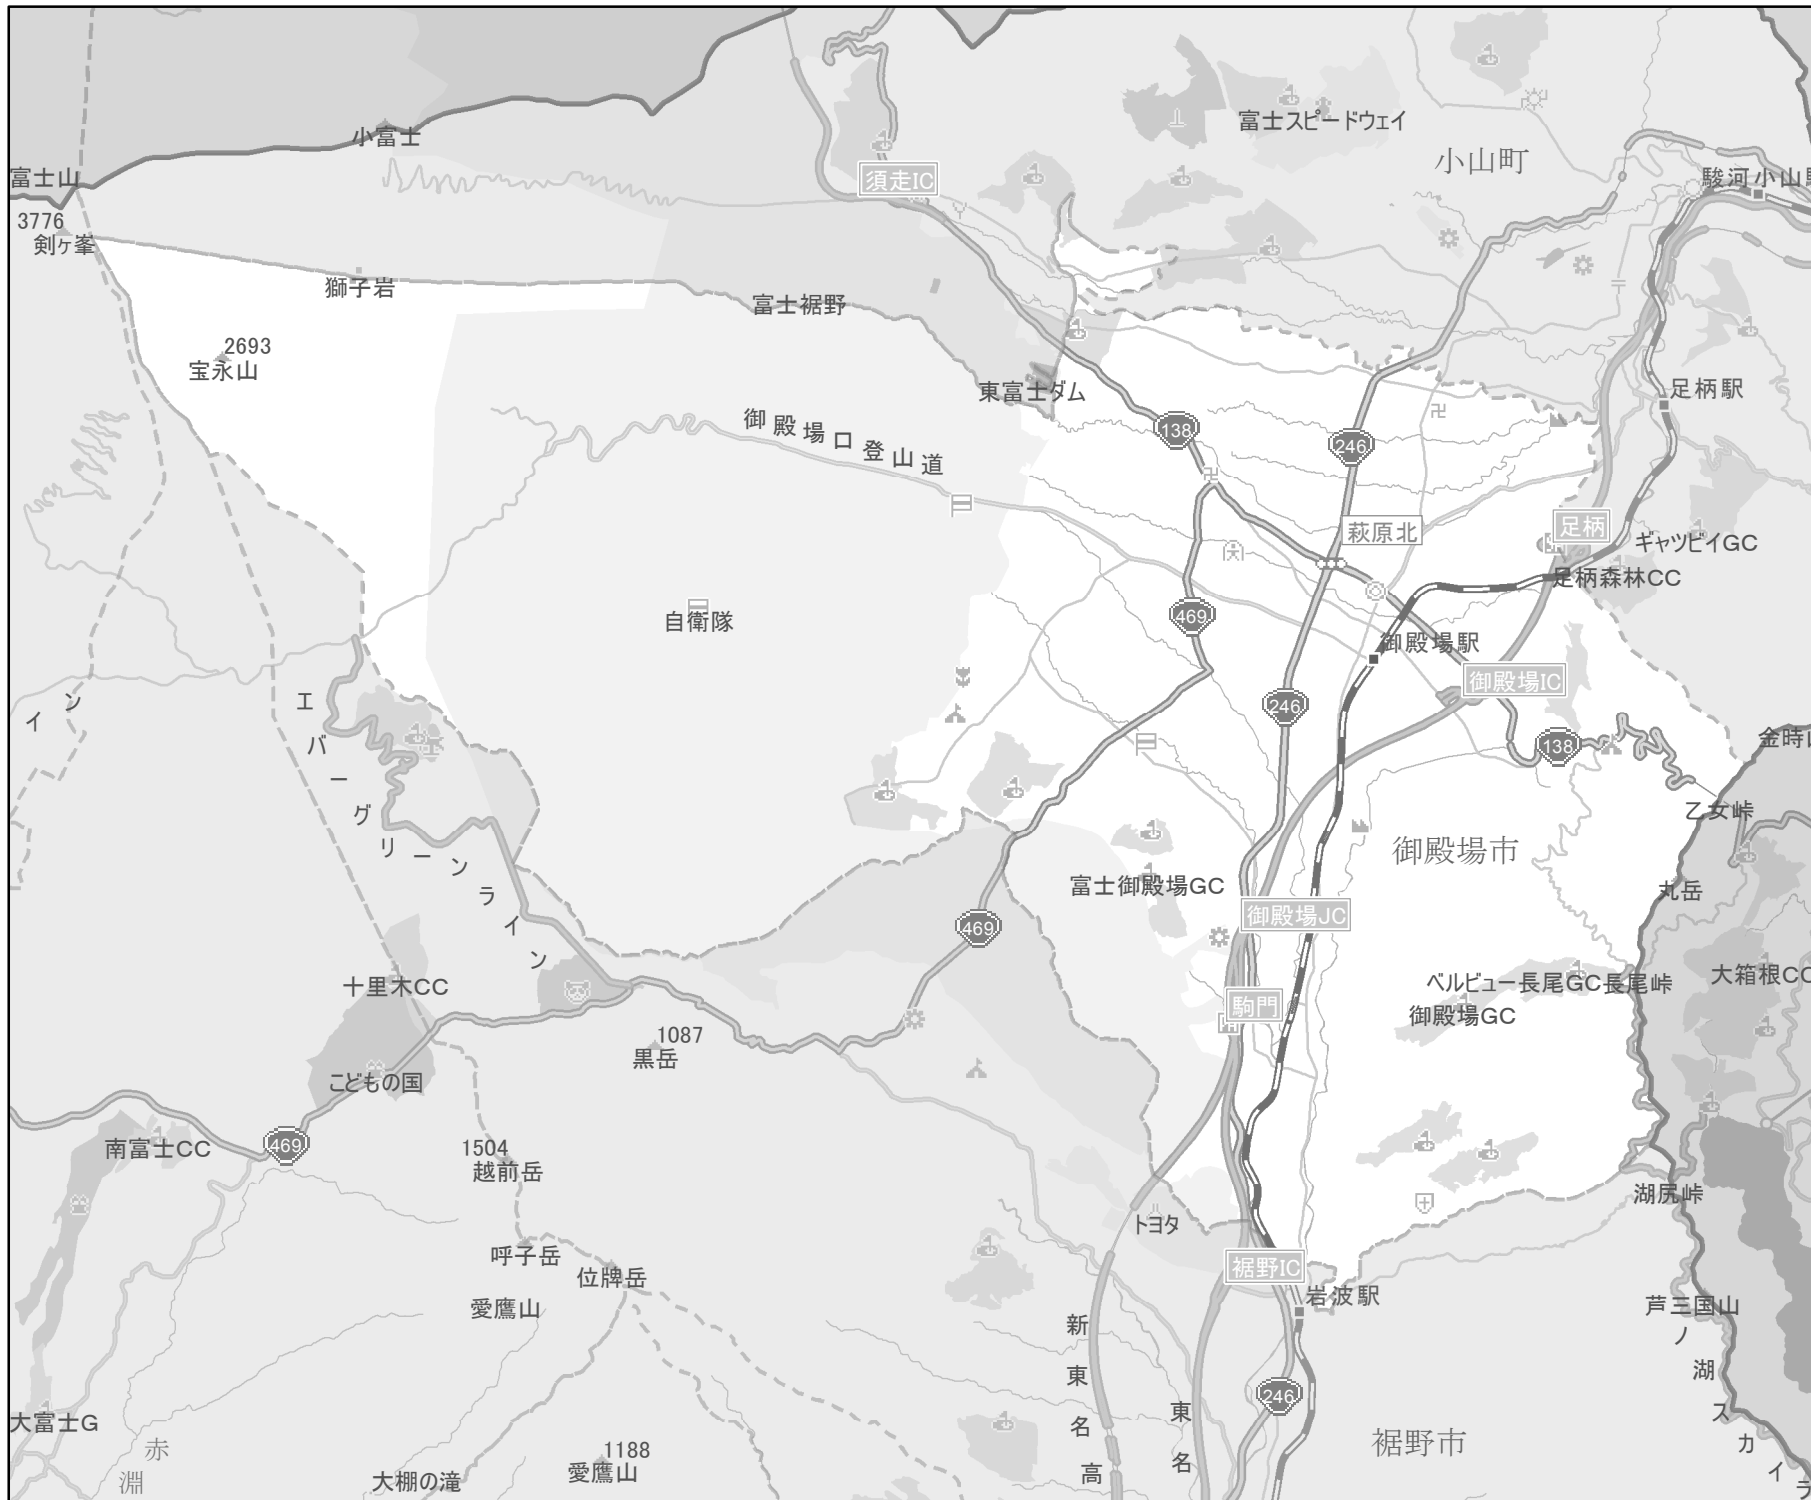 小富士
富士スピードウェイ
小山町
富士山
須走IC
駿河小山
3776
剣ヶ峯
獅子岩
富士裾野
2693
宝永山
東富士ダム
足柄駅
御殿場口登山道
138
246
萩原北
足柄
ギャツビイGC
足柄森林CC
自衛隊
469
御殿場駅
御殿場IC
イン
エバーグリーンライン
246
138
金時山
乙女峠
御殿場市
富士御殿場GC
丸岳
469
御殿場JC
十里木CC
駒門
ベルビュー長尾GC
長尾峠
大箱根CC
御殿場GC
1087
黒岳
こどもの国
469
南富士CC
1504
越前岳
湖尻峠
トヨタ
呼子岳
位牌岳
裾野IC
愛鷹山
岩波駅
芦三国山
ノ湖スカイラ
新東名高
東名
246
大富士G
裾野市
赤淵
1188
愛鷹山
大棚の滝